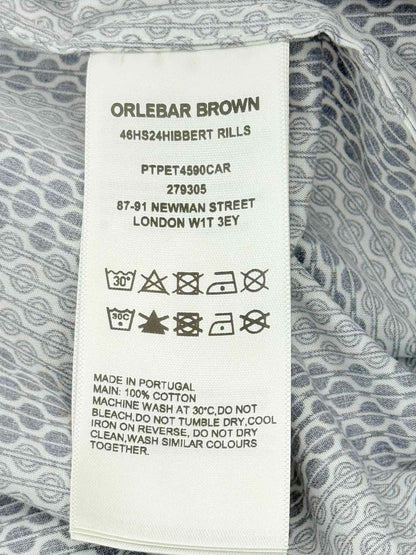 ORLEBAR BROWN
46HS24HIBBERT RILLS
PTPET4590CAR
279305
87-91 NEWMAN STREET
LONDON W1T 3EY
30°
30C
MADE IN PORTUGAL
MAIN: 100% COTTON
MACHINE WASH AT 30°C,DO NOT
BLEACH.DO NOT TUMBLE DRY,COOL
IRON ON REVERSE, DO NOT DRY
CLEAN,WASH SIMILAR COLOURS
TOGETHER.